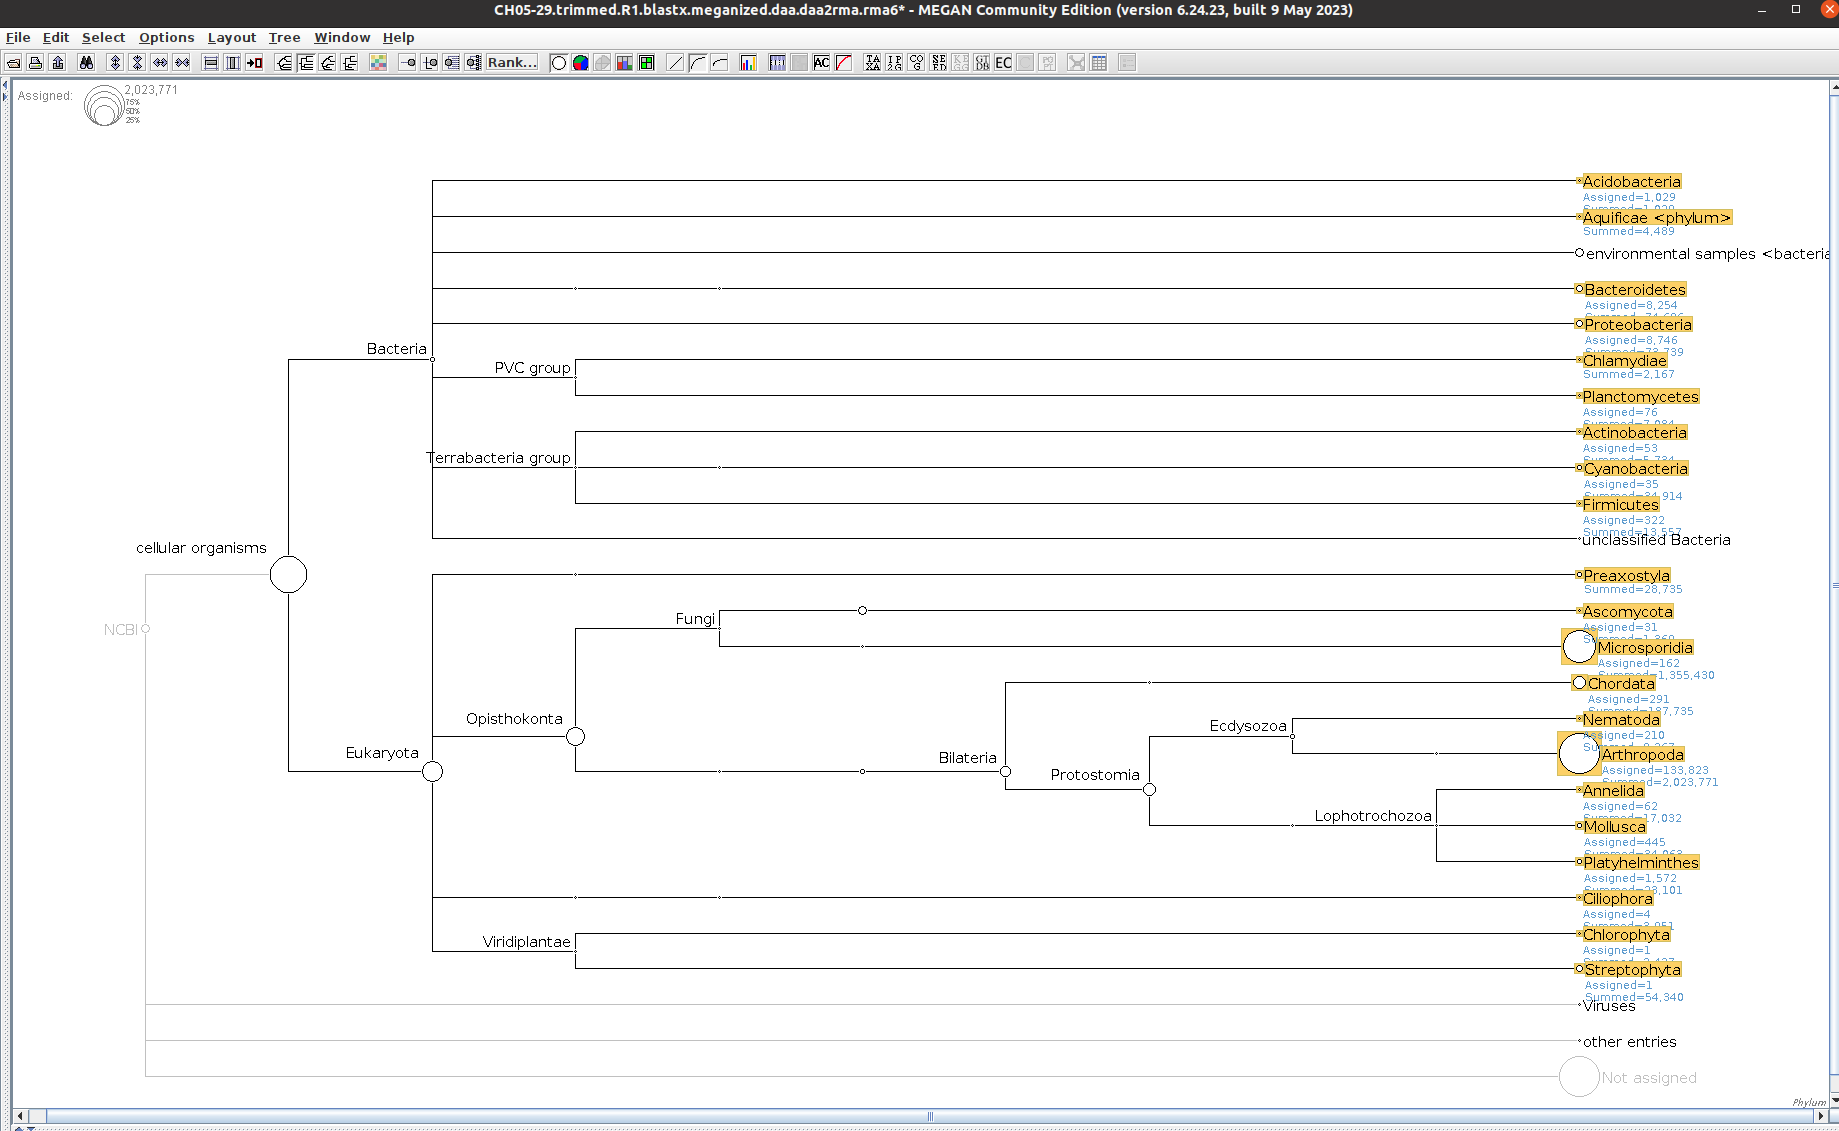 CH05-29.trimmed.R1.blastx.meganized.daa.daa2rma.rma6* - MEGAN Community Edition (version 6.24.23, built 9 May 2023)
File Edit Select Options Layout Tree Window Help
Rank... AC EC
Assigned: 2,023,771
75%
50%
25%
Acidobacteria
Assigned=1,029
Summed=1,029
Aquificae <phylum>
Summed=4,489
environmental samples <bacteria
Bacteroidetes
Assigned=8,254
Proteobacteria
Assigned=8,746
Bacteria
Chlamydiae
Summed=2,167
PVC group
Planctomycetes
Assigned=76
Actinobacteria
Assigned=53
Terrabacteria group
Cyanobacteria
Assigned=35
Firmicutes
Assigned=322
Summed=13,557
unclassified Bacteria
cellular organisms
Preaxostyla
Summed=28,735
Fungi
Ascomycota
Assigned=31
NCBI
Microsporidia
Assigned=162
Summed=1,355,430
Chordata
Assigned=291
Summed=187,735
Opisthokonta
Nematoda
Assigned=210
Ecdysozoa
Eukaryota
Bilateria
Arthropoda
Assigned=133,823
Summed=2,023,771
Protostomia
Annelida
Assigned=62
Summed=17,032
Lophotrochozoa
Mollusca
Assigned=445
Platyhelminthes
Assigned=1,572
Summed=23,101
Ciliophora
Assigned=4
Viridiplantae
Chlorophyta
Assigned=1
Streptophyta
Assigned=1
Summed=54,340
Viruses
other entries
Not assigned
Phylum